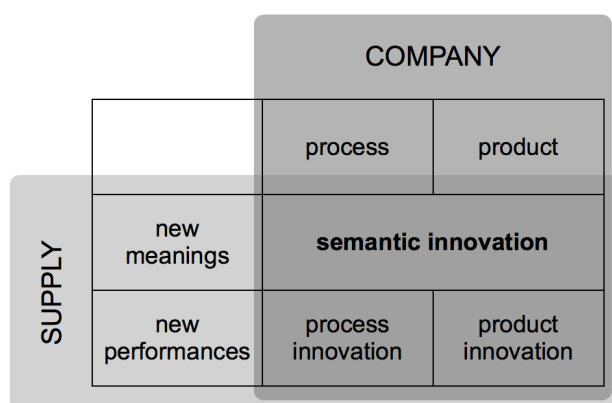 COMPANY
process
product
SUPPLY
new
meanings
semantic innovation
new
performances
process
innovation
product
innovation